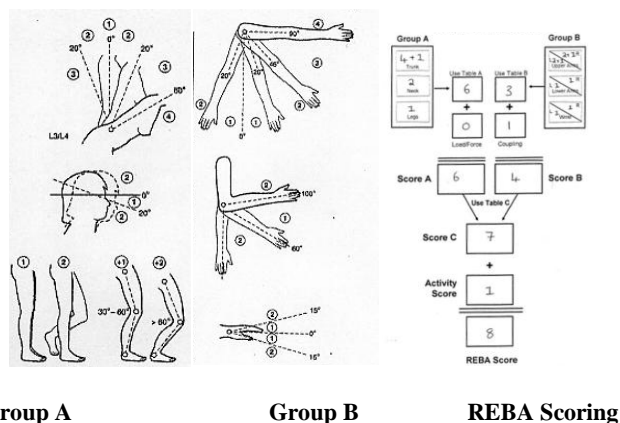 ①
② ②
0°
20° 20°
③ ③
60°
④
L3/L4
②
0°
①
20°
②
① ② +1 +2
30°–60°
>60°
④
90°
③
45°
20° 20°
②
① ①
0°
②
100°
①
②
60°
② 15°
①
0°
①
② 15°
Group A Group B
4+1
Trunk
2
Neck
1
Legs
Use Table A Use Table B
6 3
+ +
0 1
Load/Force Coupling
Upper Arms
Lower Arms
Wrist
Score A 6 4 Score B
Use Table C
Score C 7
+
Activity
Score
1
8
REBA Score
roup A Group B REBA Scoring